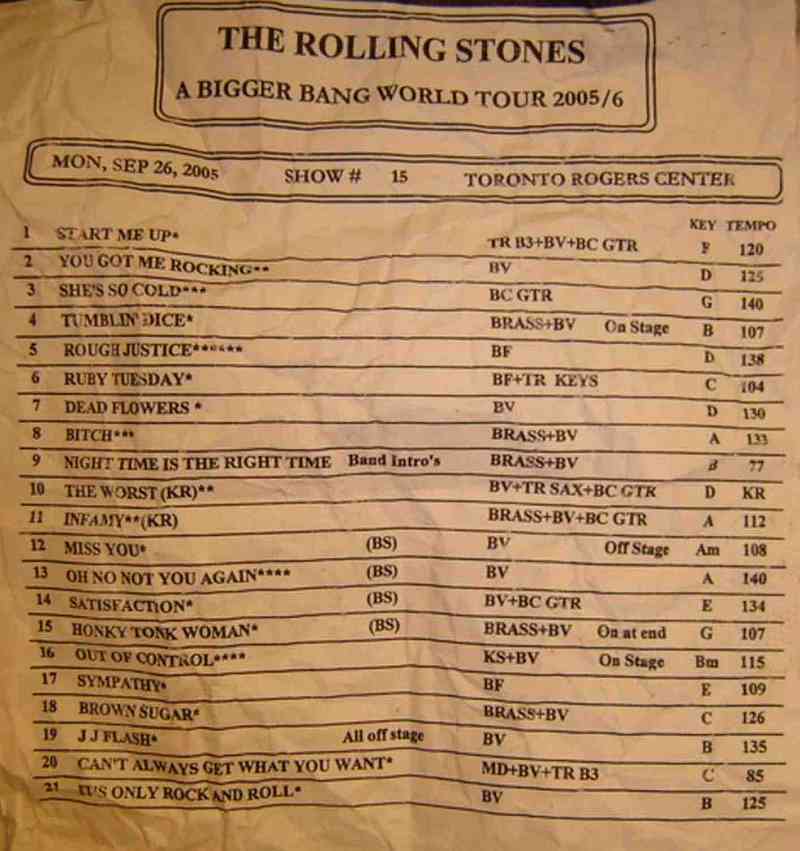 THE ROLLING STONES
A BIGGER BANG WORLD TOUR 2005/6
MON, SEP 26, 2005 SHOW # 15 TORONTO ROGERS CENTER
KEY TEMPO
1 START ME UP* TR B3+BV+BC GTR F 120
2 YOU GOT ME ROCKING** BV D 125
3 SHE'S SO COLD*** BC GTR G 140
4 TUMBLIN' DICE* BRASS+BV On Stage B 107
5 ROUGH JUSTICE****** BF D 138
6 RUBY TUESDAY* BF+TR KEYS C 104
7 DEAD FLOWERS * BV D 130
8 BITCH*** BRASS+BV A 133
9 NIGHT TIME IS THE RIGHT TIME Band Intro's BRASS+BV B 77
10 THE WORST (KR)** BV+TR SAX+BC GTR D KR
11 INFAMY**(KR) BRASS+BV+BC GTR A 112
12 MISS YOU* (BS) BV Off Stage Am 108
13 OH NO NOT YOU AGAIN**** (BS) BV A 140
14 SATISFACTION* (BS) BV+BC GTR E 134
15 HONKY TONK WOMAN* (BS) BRASS+BV On at end G 107
16 OUT OF CONTROL**** KS+BV On Stage Bm 115
17 SYMPATHY* BF E 109
18 BROWN SUGAR* BRASS+BV C 126
19 J J FLASH* All off stage BV B 135
20 CAN'T ALWAYS GET WHAT YOU WANT* MD+BV+TR B3 C 85
21 IT'S ONLY ROCK AND ROLL* BV B 125